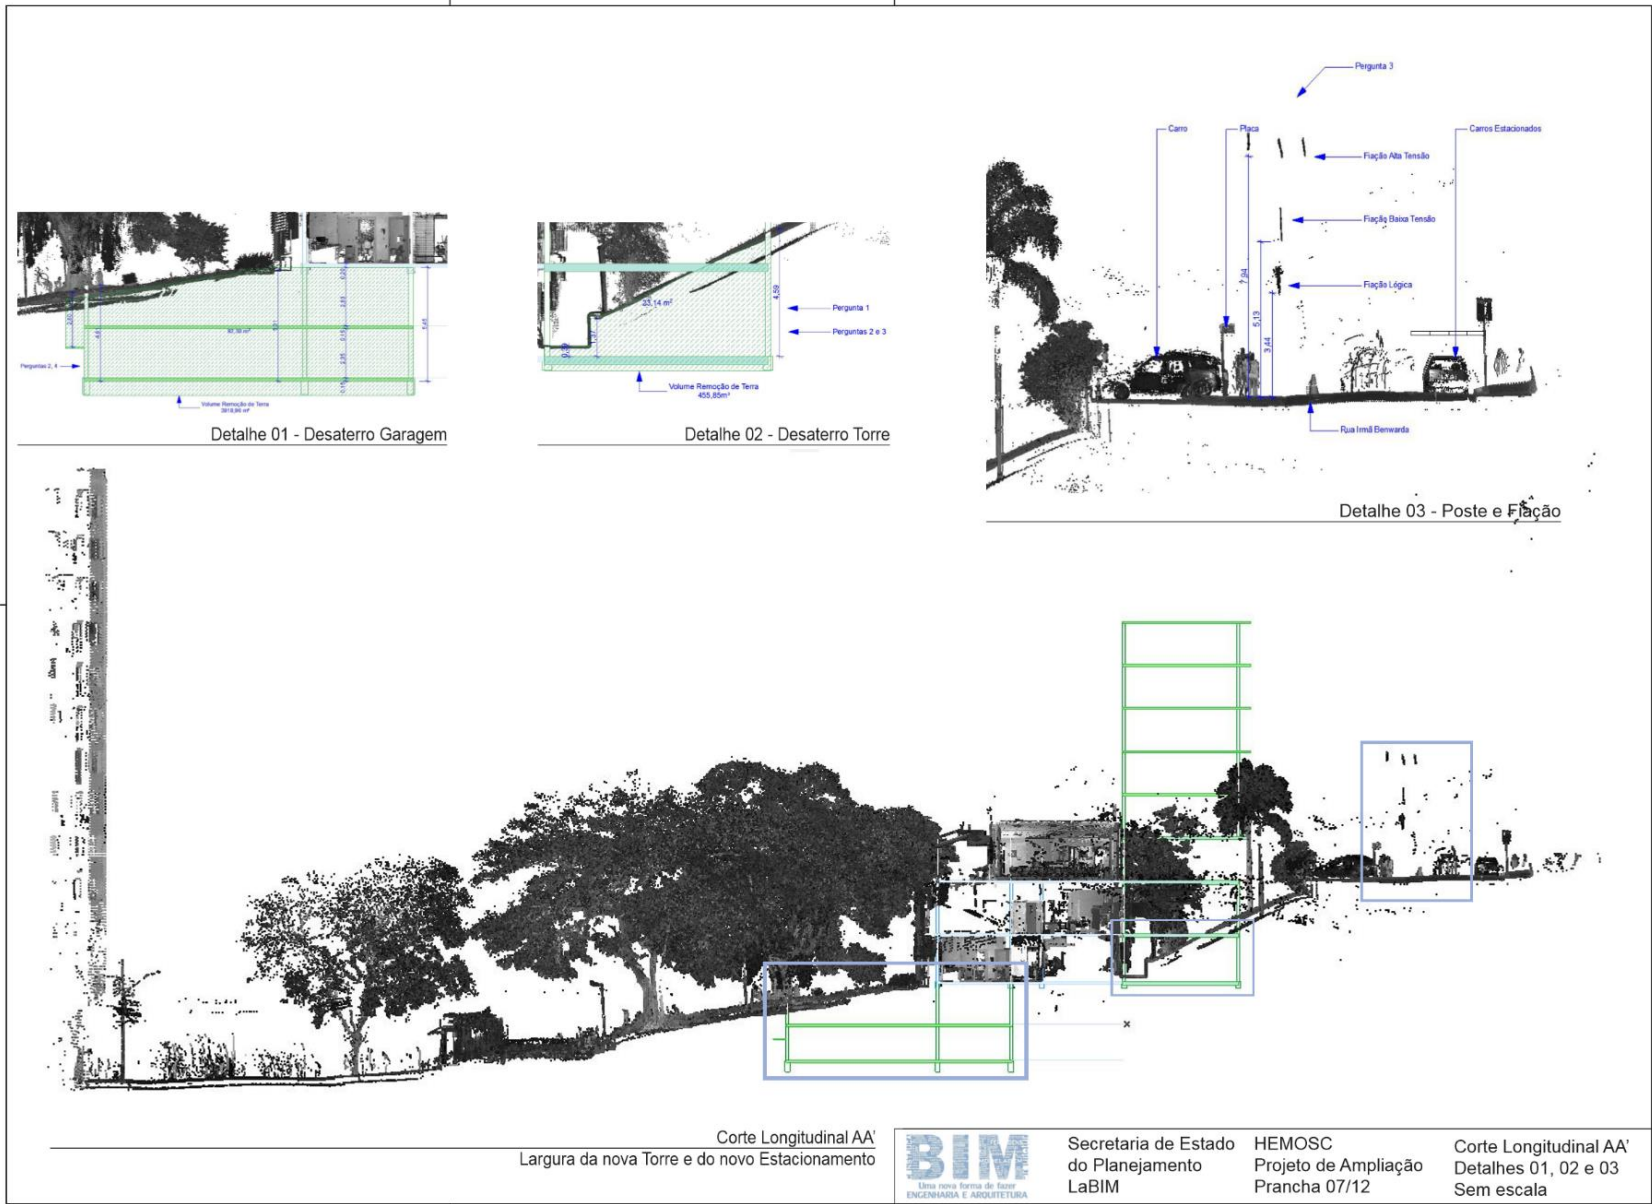 Pergunta 3
Carro
Placa
Carros Estacionados
Fiação Alta Tensão
Fiação Baixa Tensão
Fiação Lógica
7,94
5,13
3,44
Rua Irmã Benwarda
Detalhe 03 - Poste e Fiação
Perguntas 2, 4
Volume Remoção de Terra
Detalhe 01 - Desaterro Garagem
23,14 m²
4,59
Pergunta 1
Perguntas 2 e 3
Volume Remoção de Terra
455,85m³
Detalhe 02 - Desaterro Torre
Corte Longitudinal AA'
Largura da nova Torre e do novo Estacionamento
BIM
Uma nova forma de fazer
ENGENHARIA E ARQUITETURA
Secretaria de Estado
do Planejamento
LaBIM
HEMOSC
Projeto de Ampliação
Prancha 07/12
Corte Longitudinal AA'
Detalhes 01, 02 e 03
Sem escala